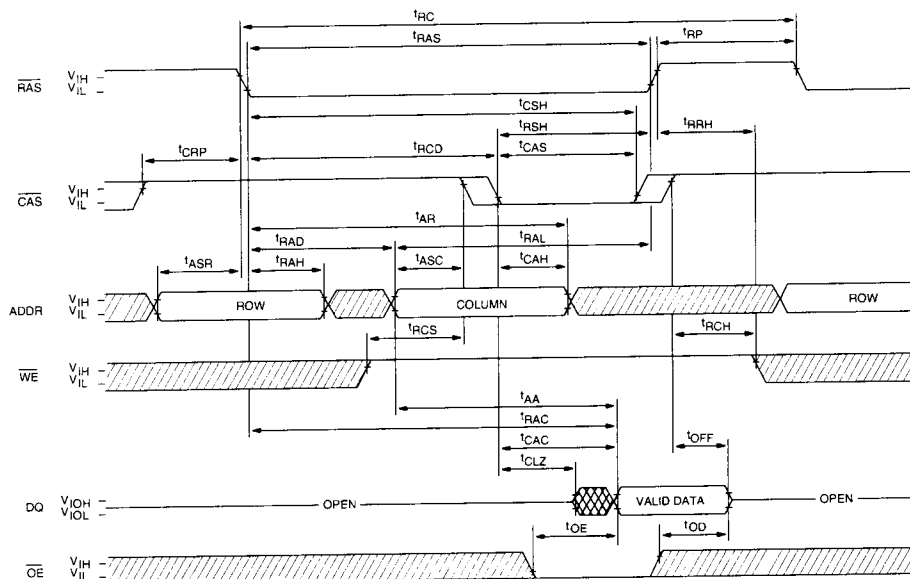 tRC
tRAS
tRP
RAS
VIH
VIL
tCSH
tRSH
tRRH
tCRP
tRCD
tCAS
CAS
VIH
VIL
tAR
tRAD
tRAL
tASR
tRAH
tASC
tCAH
ADDR
VIH
VIL
ROW
COLUMN
ROW
tRCS
tRCH
WE
VIH
VIL
tAA
tRAC
tCAC
tOFF
tCLZ
DQ
VIOH
VIOL
OPEN
VALID DATA
OPEN
tOE
tOD
OE
VIH
VIL